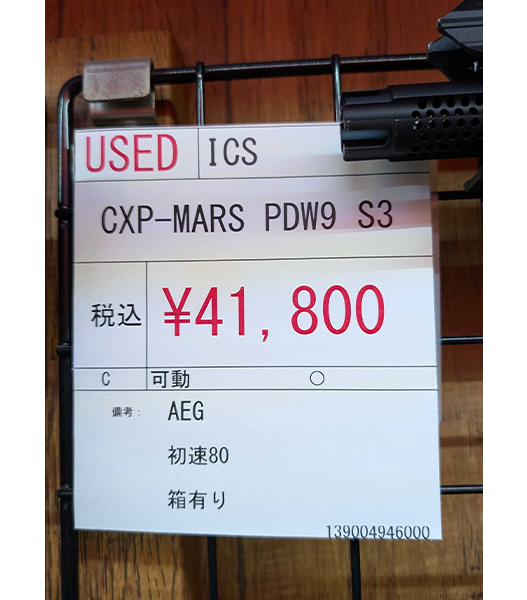 USED ICS
CXP-MARS PDW9 S3
税込 ¥41,800
C 可動 ○
備考: AEG
初速80
箱有り
139004946000